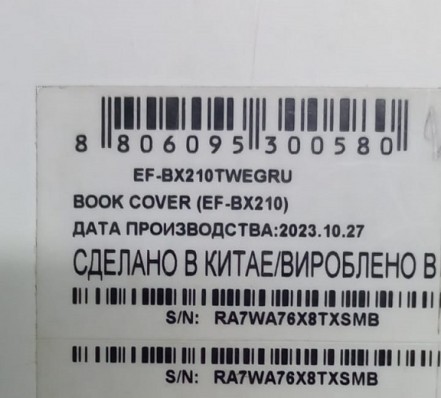 8 806095 300580
EF-BX210TWEGRU
BOOK COVER (EF-BX210)
ДАТА ПРОИЗВОДСТВА:2023.10.27
СДЕЛАНО В КИТАЕ/ВИРОБЛЕНО В
S/N: RA7WA76X8TXSMB
S/N: RA7WA76X8TXSMB